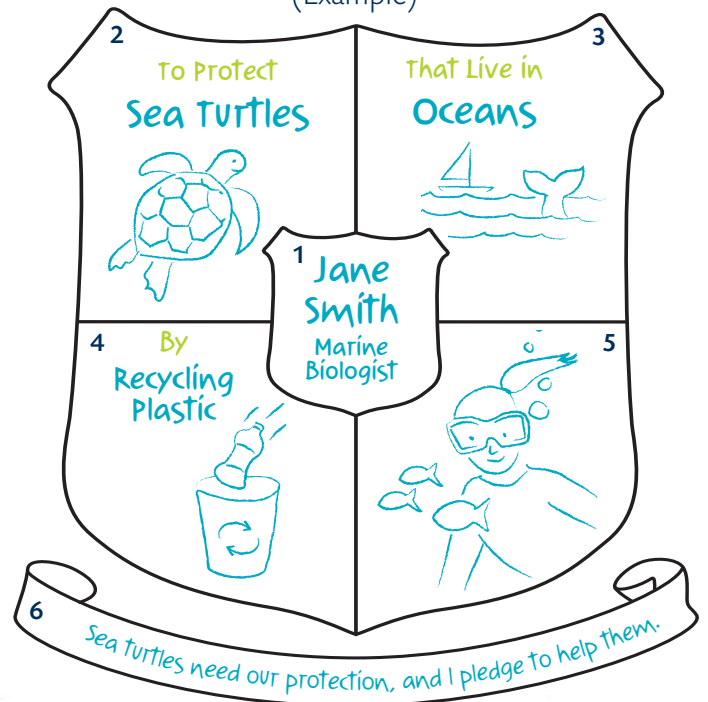 (Example)
1
Jane
Smith
Marine
Biologist
2
To Protect
Sea Turtles
3
That Live in
Oceans
4
By
Recycling
Plastic
5
6
Sea turtles need our protection, and I pledge to help them.